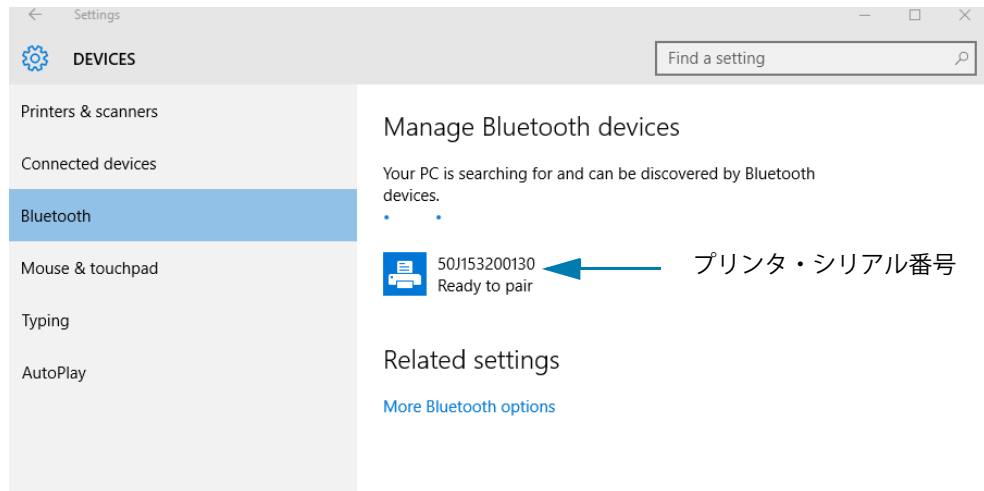 Settings
DEVICES
Find a setting
Printers & scanners
Connected devices
Bluetooth
Mouse & touchpad
Typing
AutoPlay
Manage Bluetooth devices
Your PC is searching for and can be discovered by Bluetooth
devices.
50J153200130
プリンタ・シリアル番号
Ready to pair
Related settings
More Bluetooth options